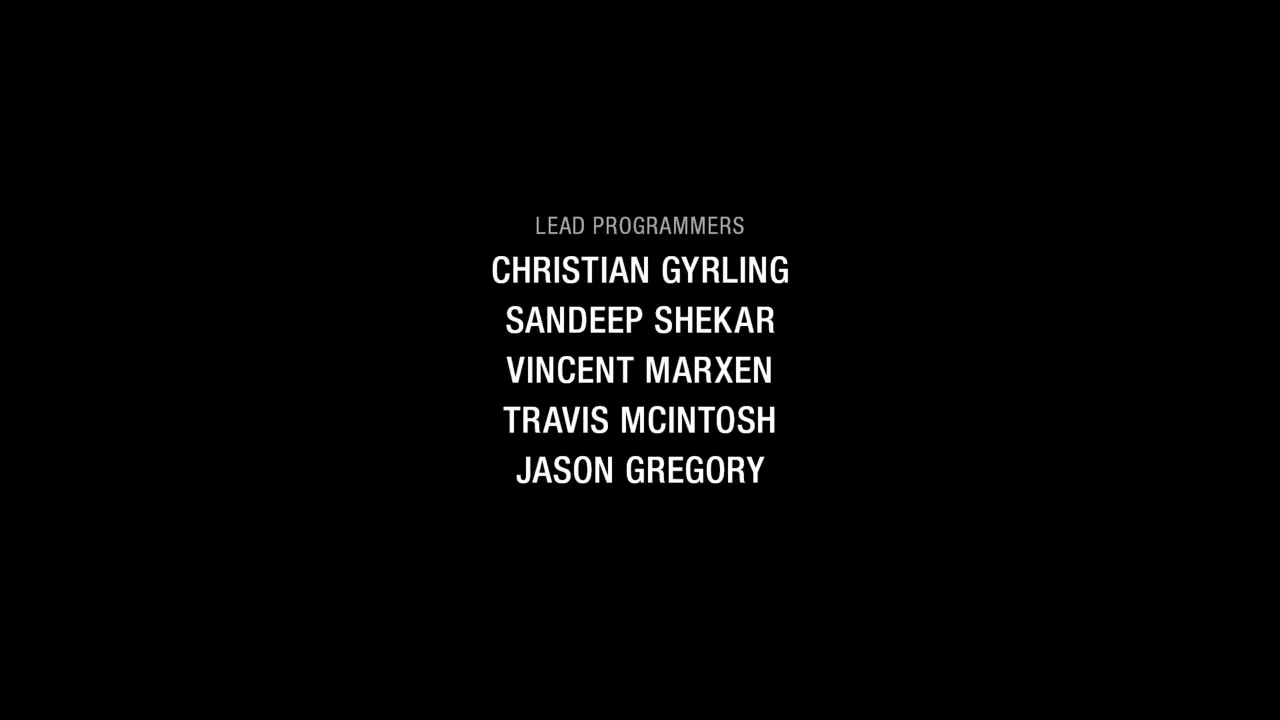 LEAD PROGRAMMERS
CHRISTIAN GYRLING
SANDEEP SHEKAR
VINCENT MARXEN
TRAVIS MCINTOSH
JASON GREGORY